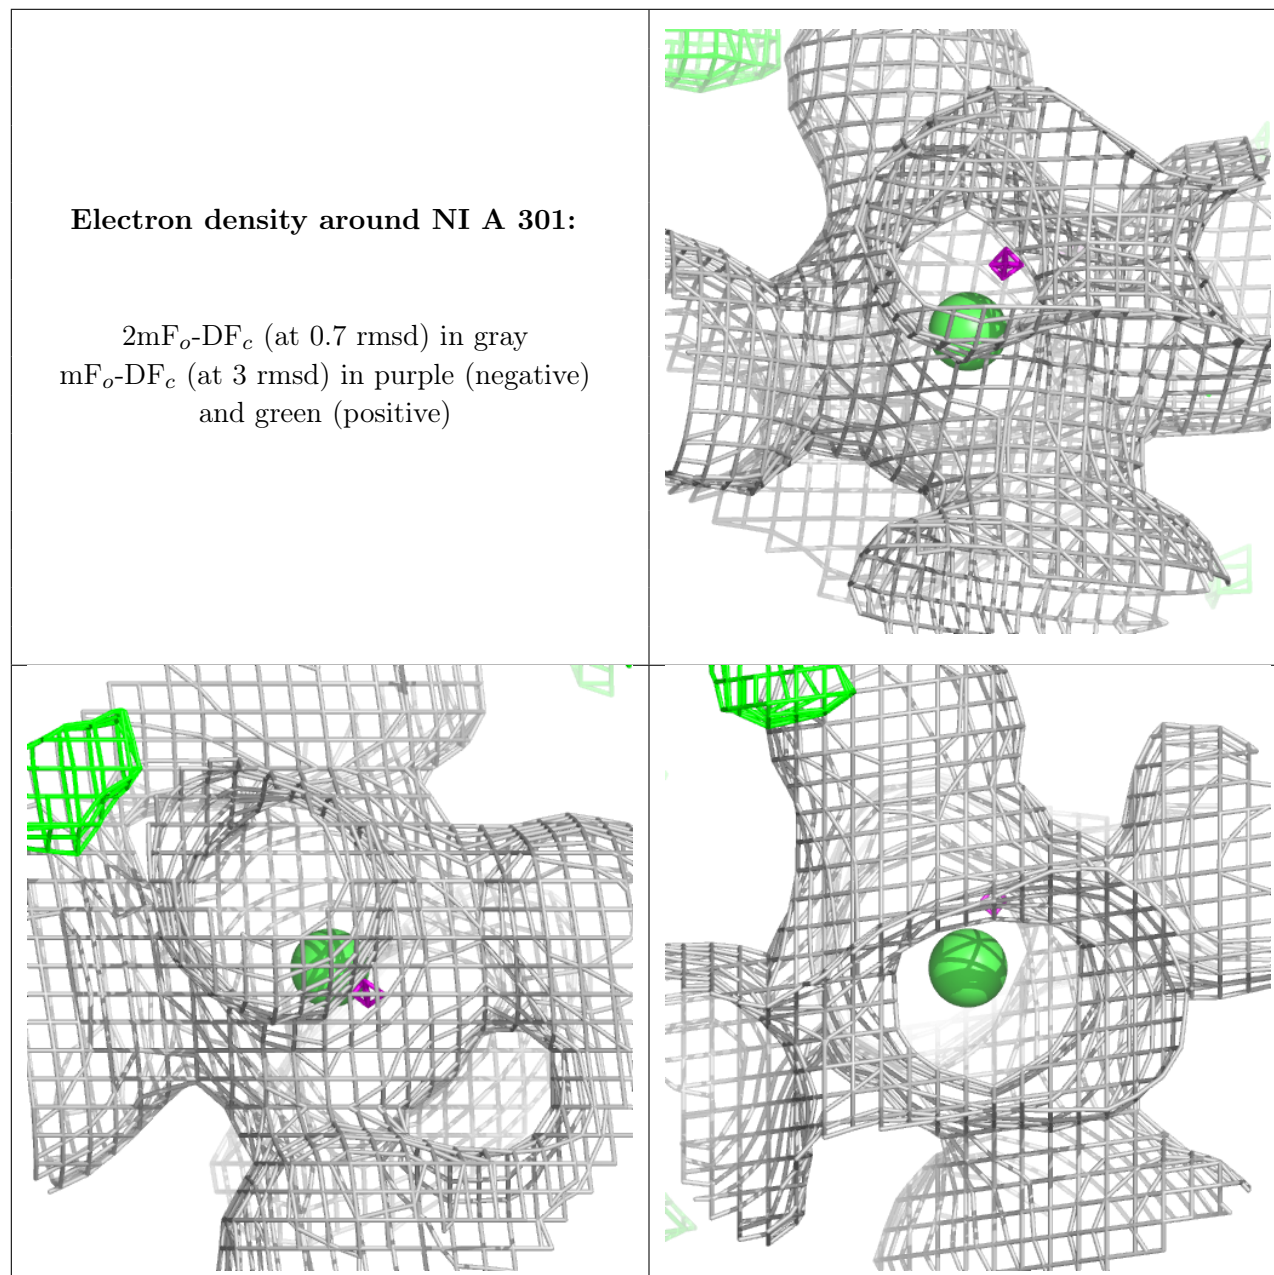 Electron density around NI A 301:
2mFo-DFc (at 0.7 rmsd) in gray
mFo-DFc (at 3 rmsd) in purple (negative)
and green (positive)